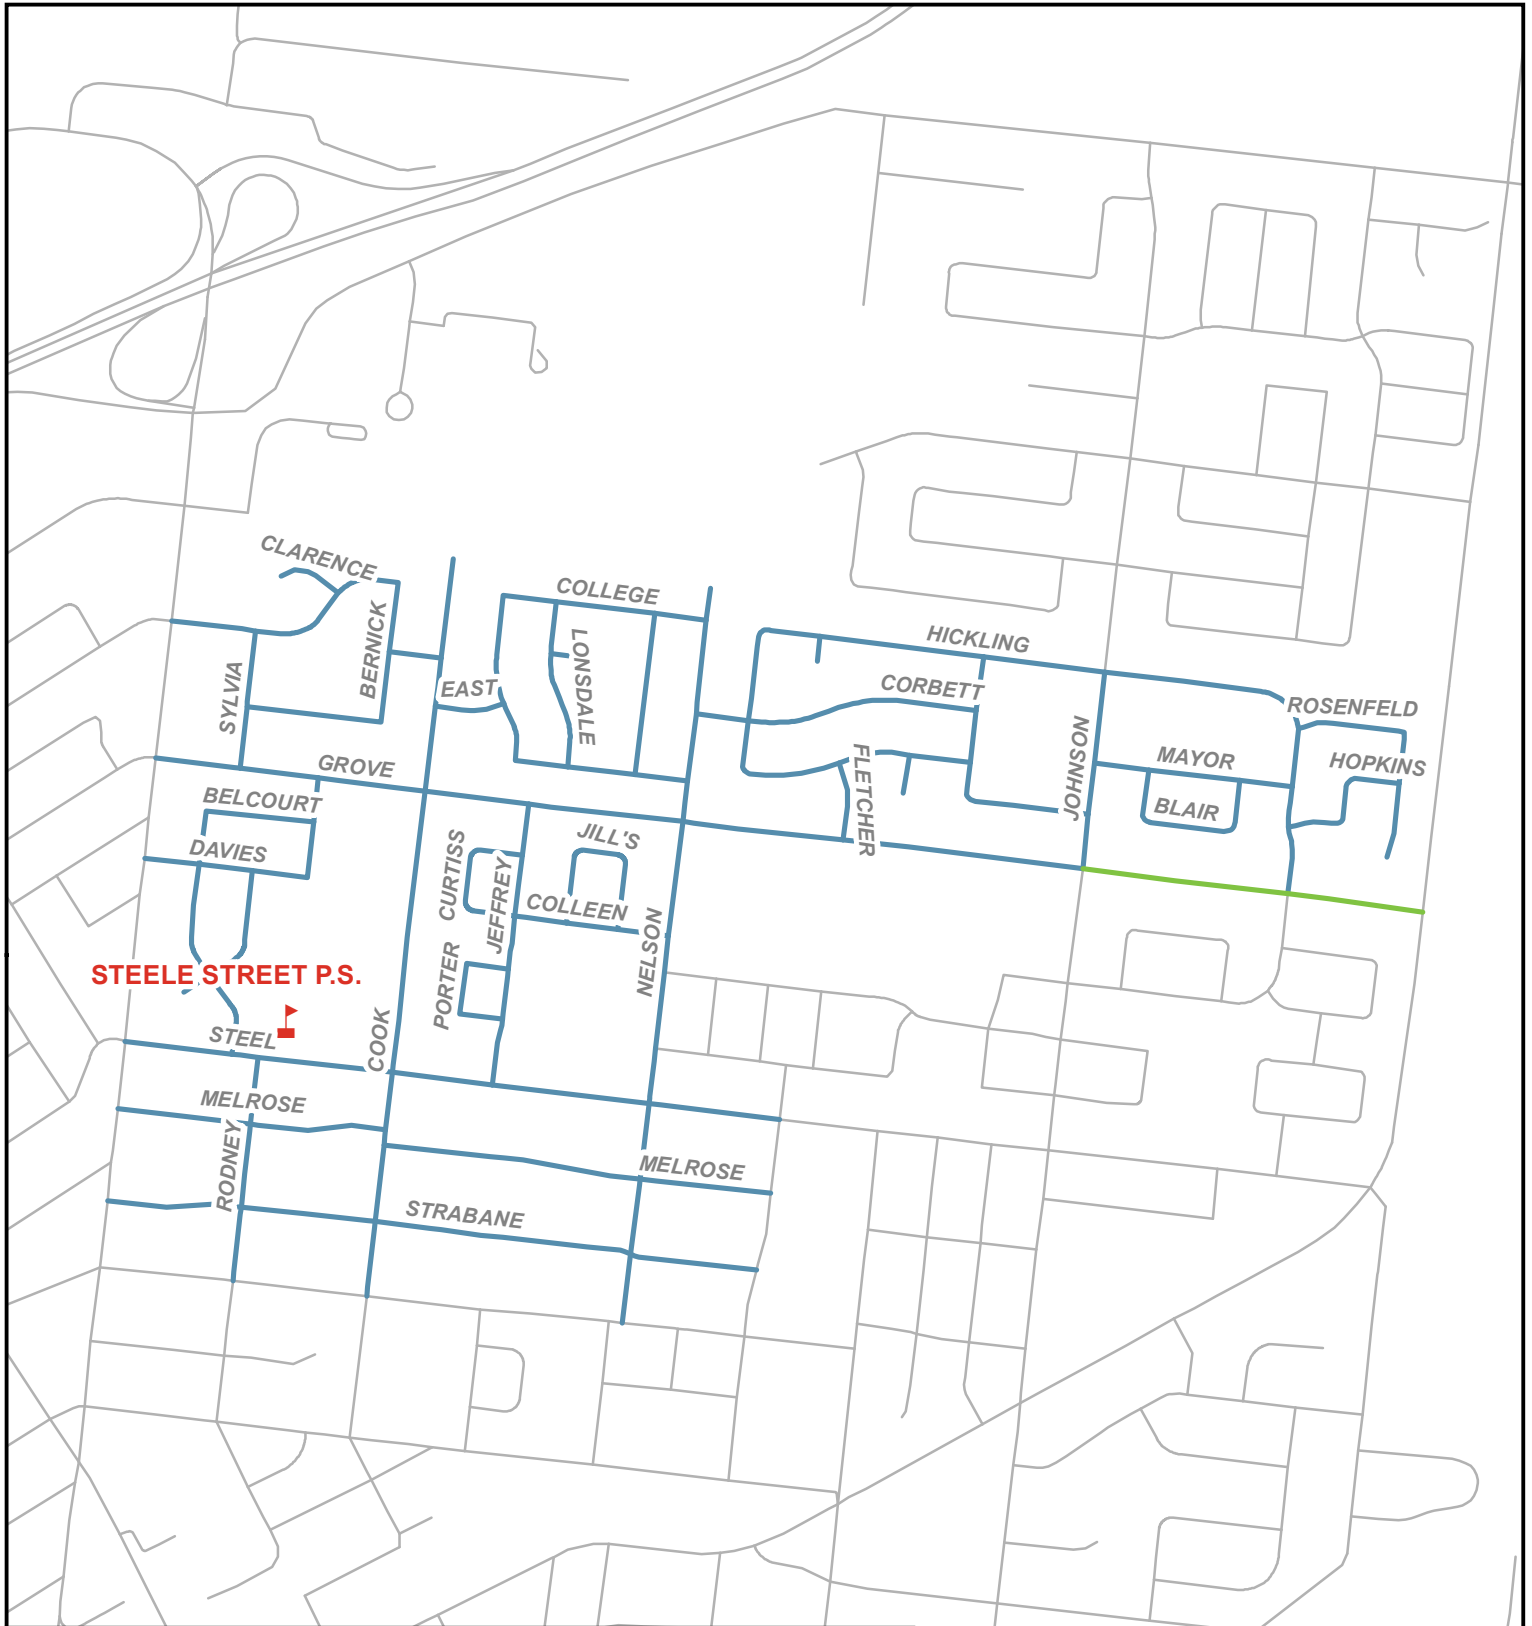 CLARENCE
COLLEGE
BERNICK
LONSDALE
HICKLING
SYLVIA
EAST
CORBETT
ROSENFELD
JOHNSON
GROVE
FLETCHER
MAYOR
HOPKINS
BELCOURT
BLAIR
DAVIES
CURTISS
JILL'S
JEFFREY
COLLEEN
NELSON
STEELE STREET P.S.
PORTER
STEEL
COOK
MELROSE
RODNEY
MELROSE
STRABANE